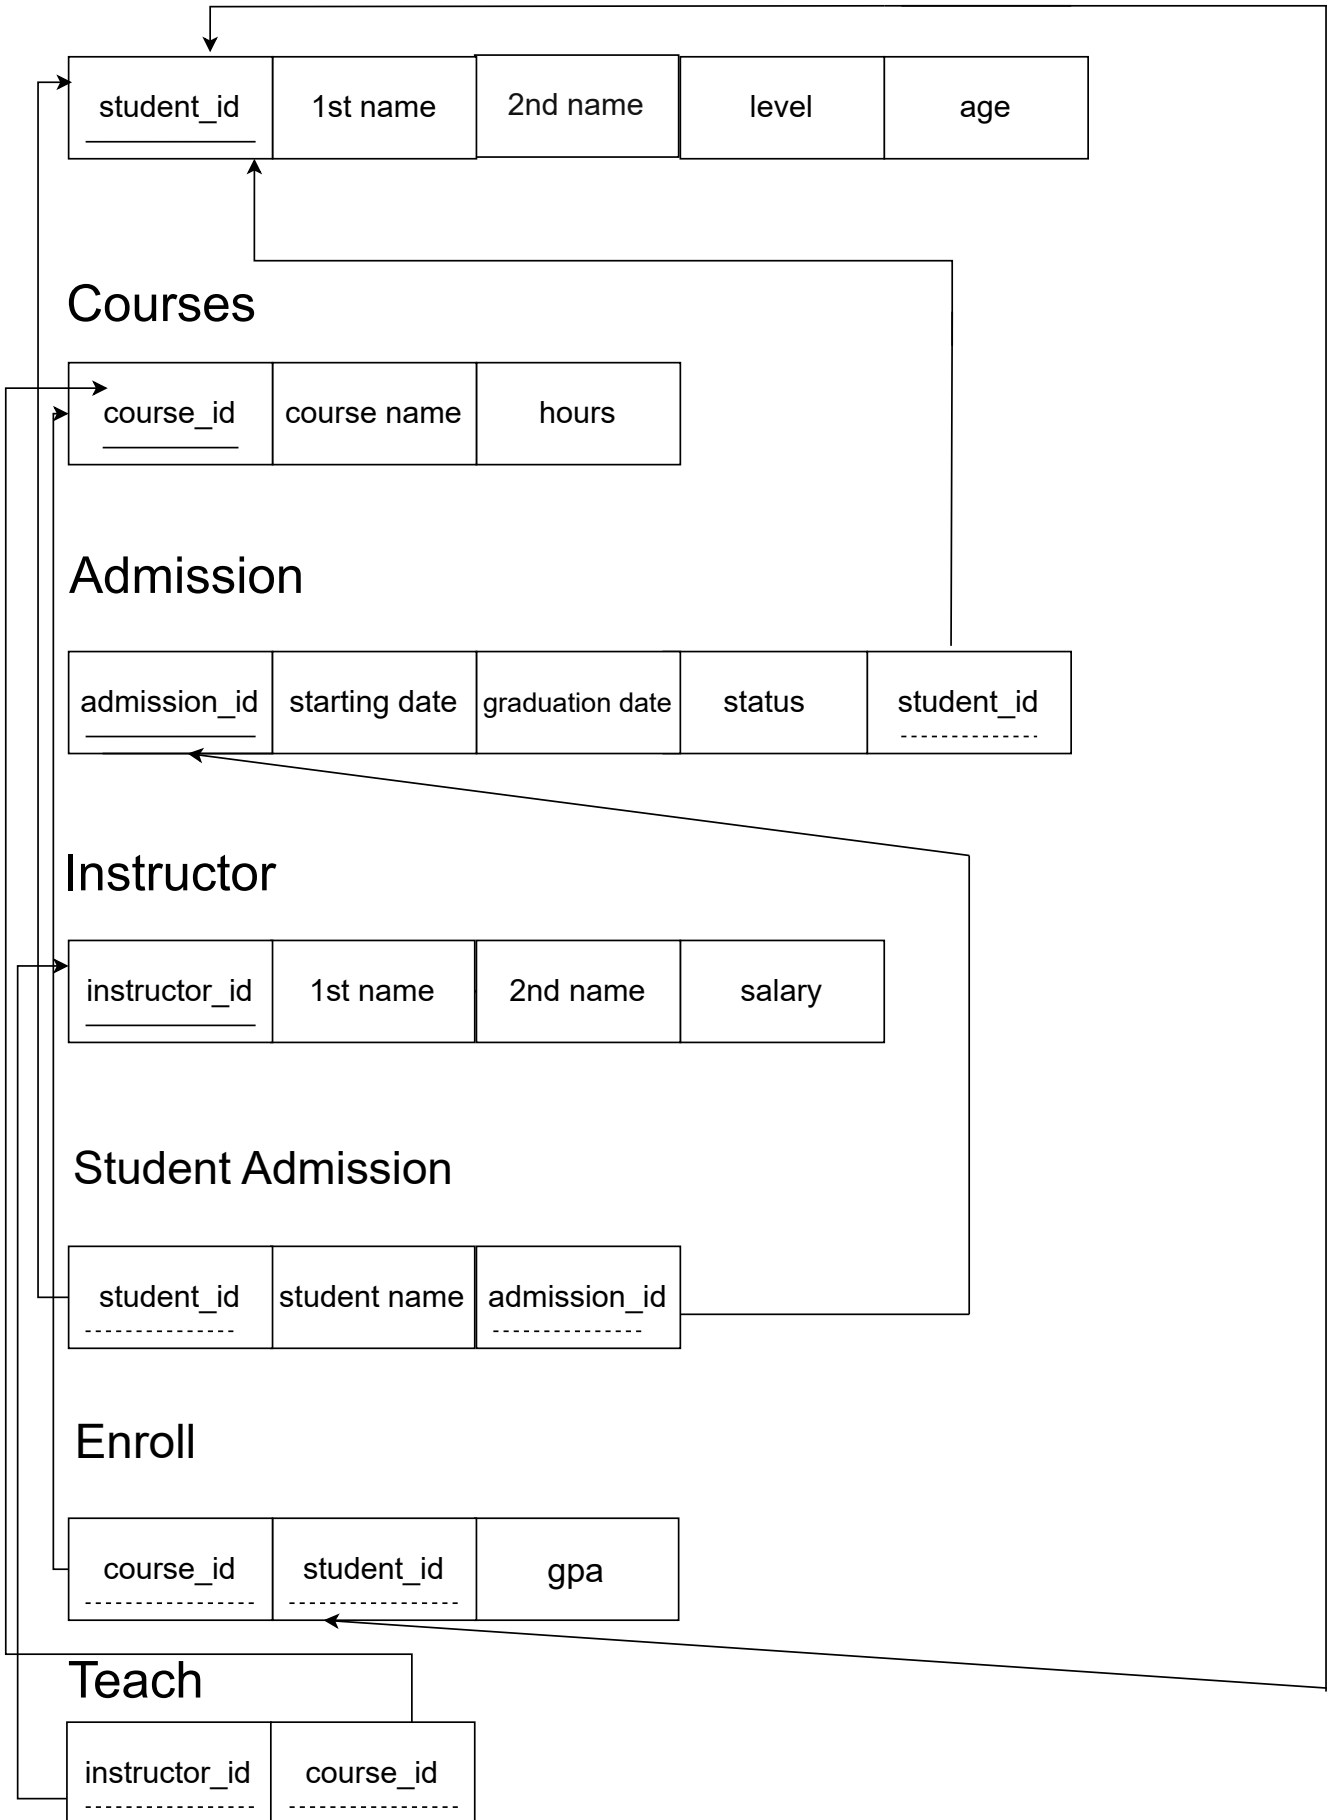 student_id 1st name 2nd name level age
Courses
course_id course name hours
Admission
admission_id starting date graduation date status student_id
Instructor
instructor_id 1st name 2nd name salary
Student Admission
student_id student name admission_id
Enroll
course_id student_id gpa
Teach
instructor_id course_id